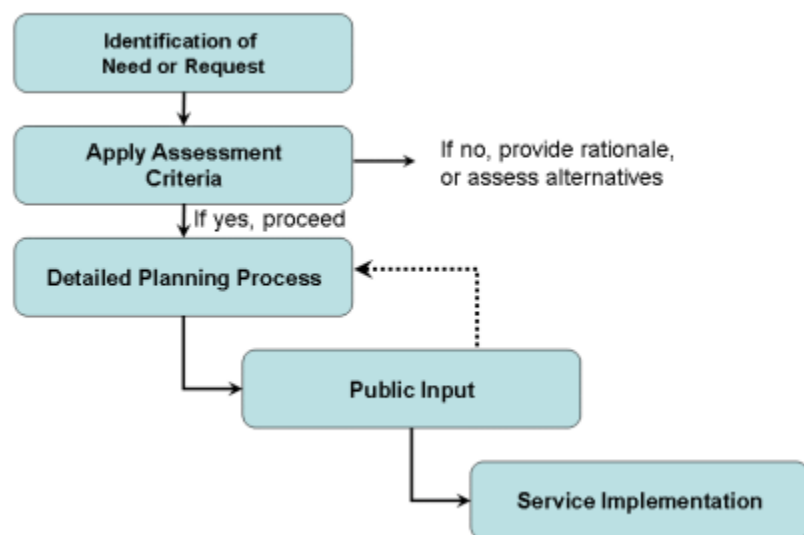 Identification of
Need or Request
Apply Assessment
Criteria
If no, provide rationale,
or assess alternatives
If yes, proceed
Detailed Planning Process
Public Input
Service Implementation